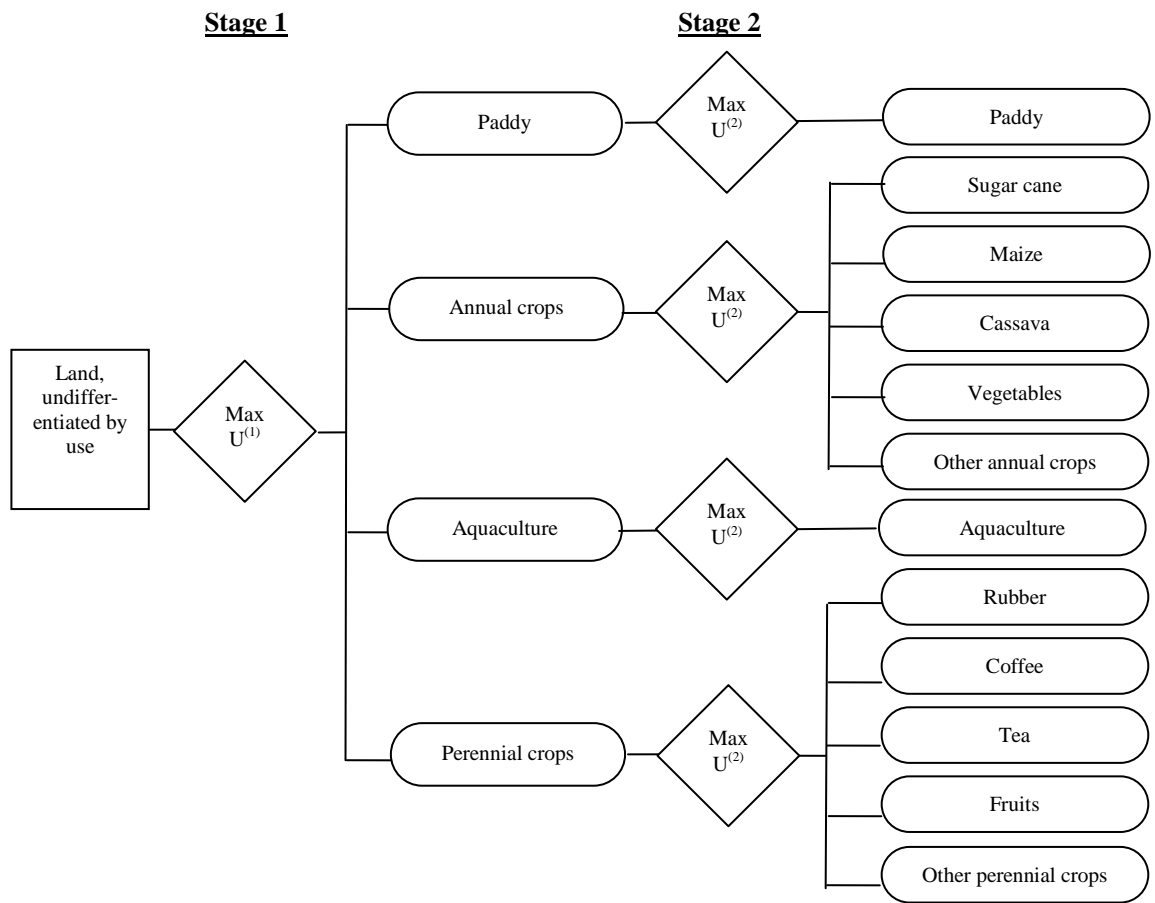 Stage 1
Stage 2
Land,
undiffer-
entiated by
use
Max
U(1)
Paddy
Max
U(2)
Paddy
Annual crops
Max
U(2)
Sugar cane
Maize
Cassava
Vegetables
Other annual crops
Aquaculture
Max
U(2)
Aquaculture
Perennial crops
Max
U(2)
Rubber
Coffee
Tea
Fruits
Other perennial crops